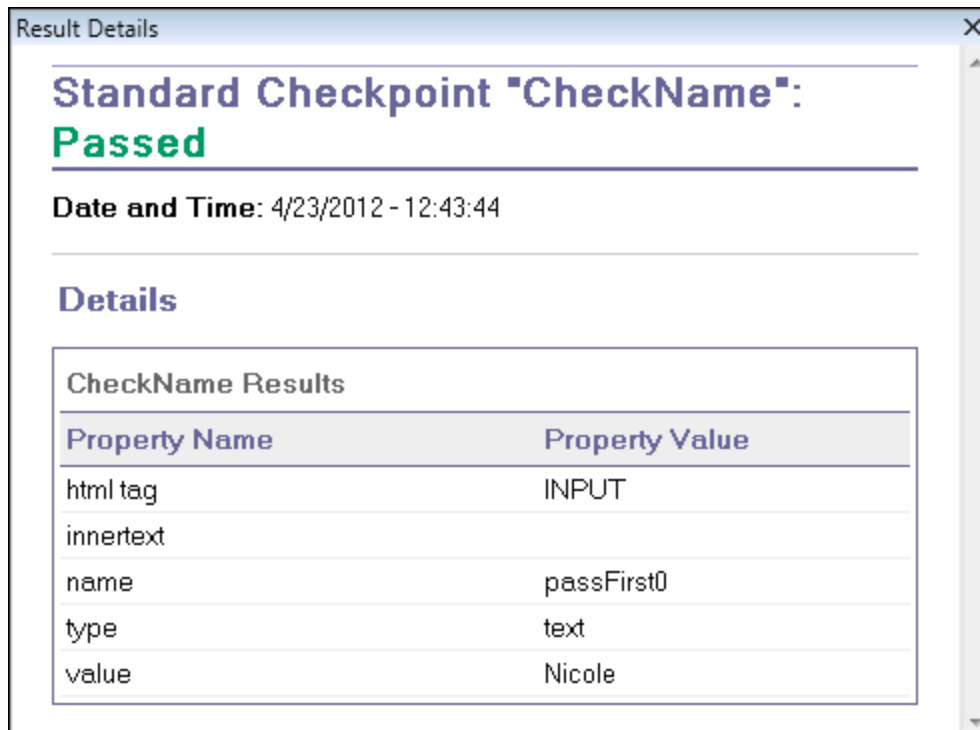 Result Details
Standard Checkpoint "CheckName":
Passed
Date and Time: 4/23/2012 - 12:43:44
Details
CheckName Results
Property Name Property Value
html tag INPUT
innertext
name passFirst0
type text
value Nicole